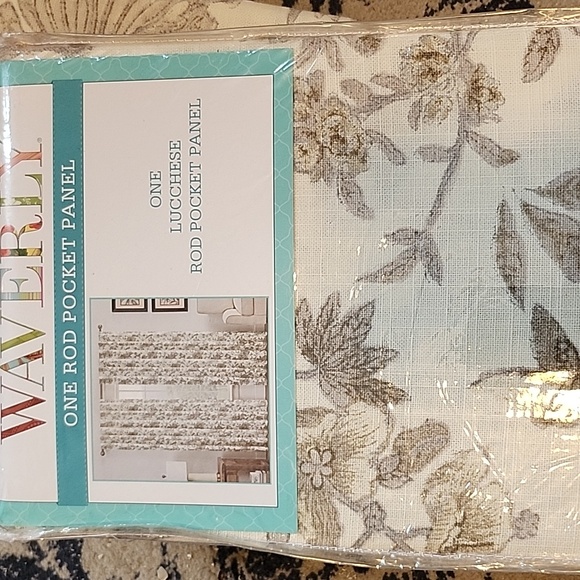 WAVERLY
ONE ROD POCKET PANEL
ONE
LUCCHESE
ROD POCKET PANEL